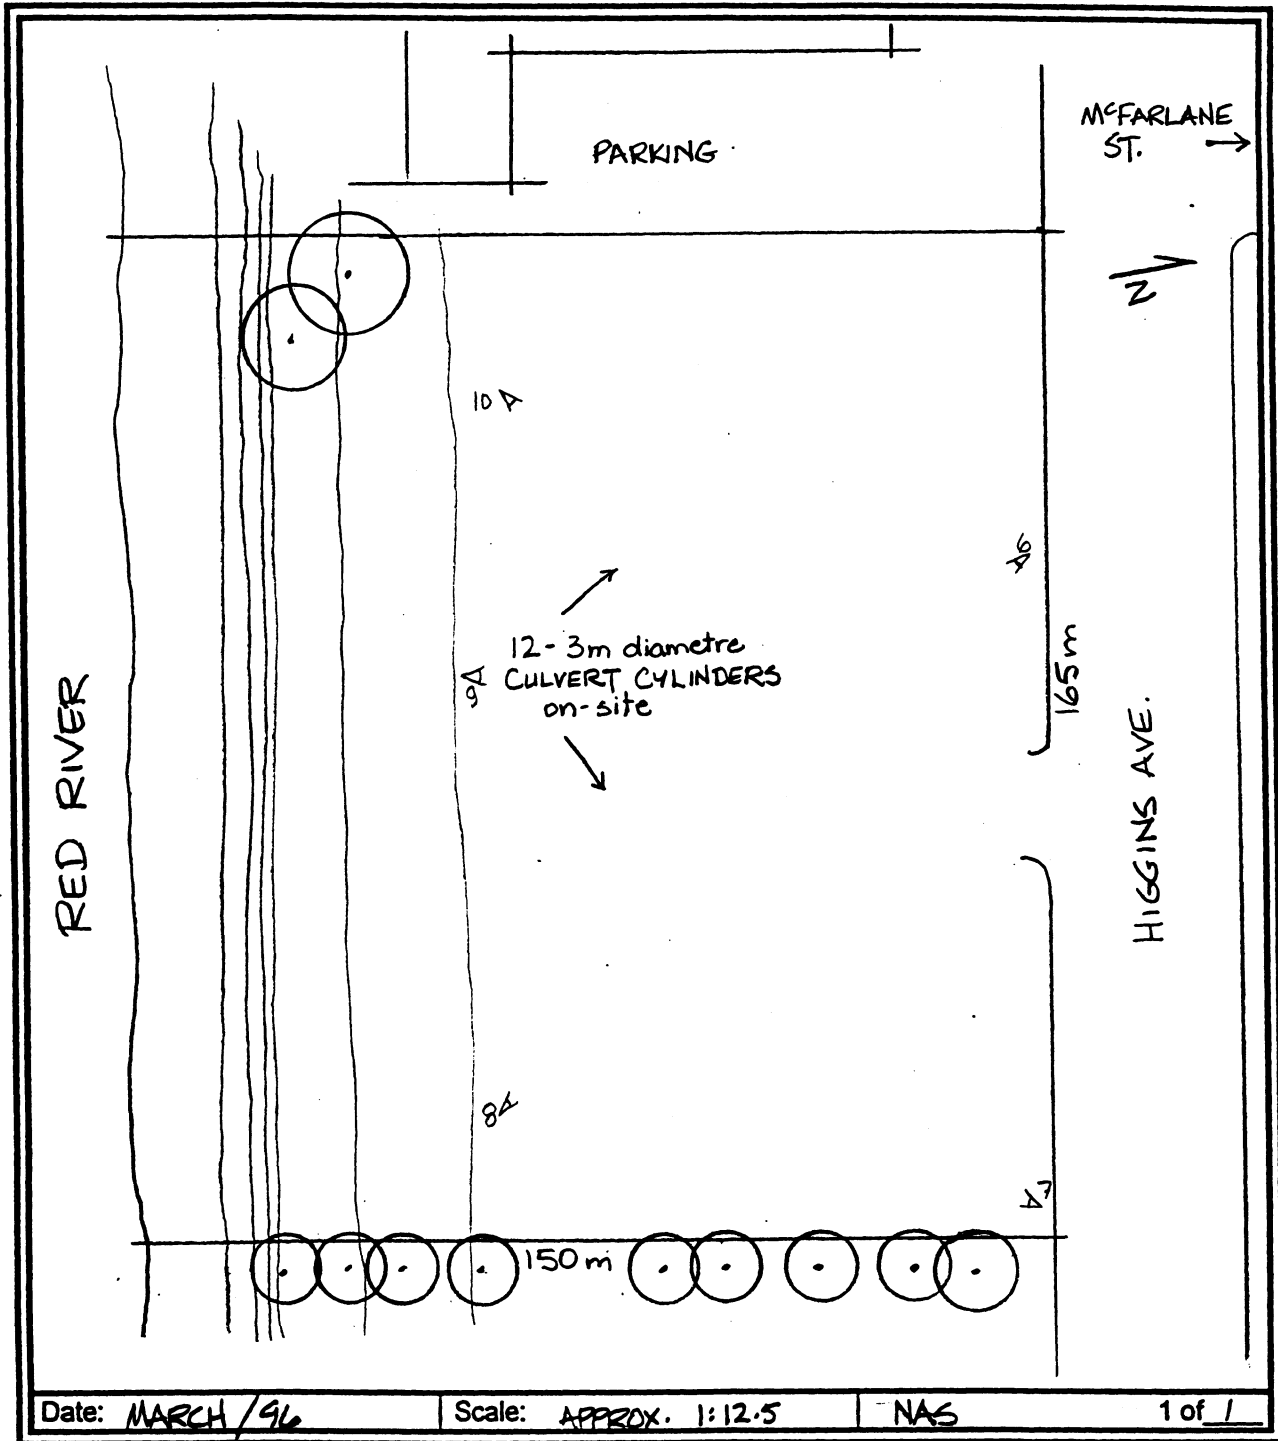 McFARLANE
ST.
PARKING
N
10
6
12-3m diametre
CULVERT CYLINDERS
on-site
165m
9
RED RIVER
HIGGINS AVE.
8
7
150m
Date: MARCH/96
Scale: APPROX. 1:12.5
NAS
1 of 1